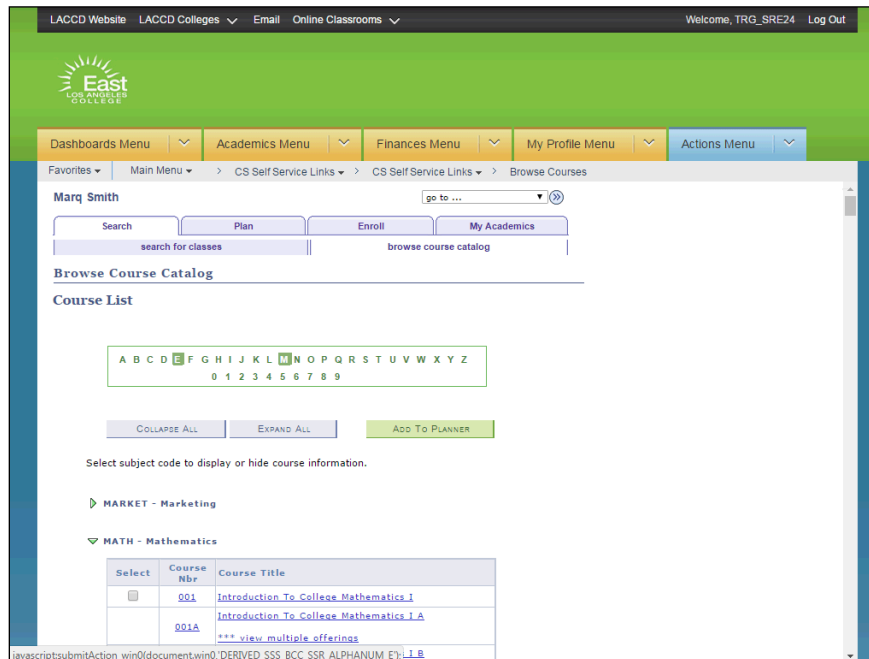 LACCD Website LACCD Colleges Email Online Classrooms Welcome, TRG_SRE24 Log Out
East
LOS ANGELES
COLLEGE
Dashboards Menu Academics Menu Finances Menu My Profile Menu Actions Menu
Favorites Main Menu > CS Self Service Links > CS Self Service Links > Browse Courses
Marq Smith go to ...
Search Plan Enroll My Academics
search for classes browse course catalog
Browse Course Catalog
Course List
A B C D E F G H I J K L M N O P Q R S T U V W X Y Z
0 1 2 3 4 5 6 7 8 9
COLLAPSE ALL EXPAND ALL ADD TO PLANNER
Select subject code to display or hide course information.
MARKET - Marketing
MATH - Mathematics
Select Course Nbr Course Title
001 Introduction To College Mathematics I
Introduction To College Mathematics I A
001A
*** view multiple offerings
javascript:submitAction_win0(document.win0,'DERIVED_SSS_BCC_SSR_ALPHANUM_E'); I B